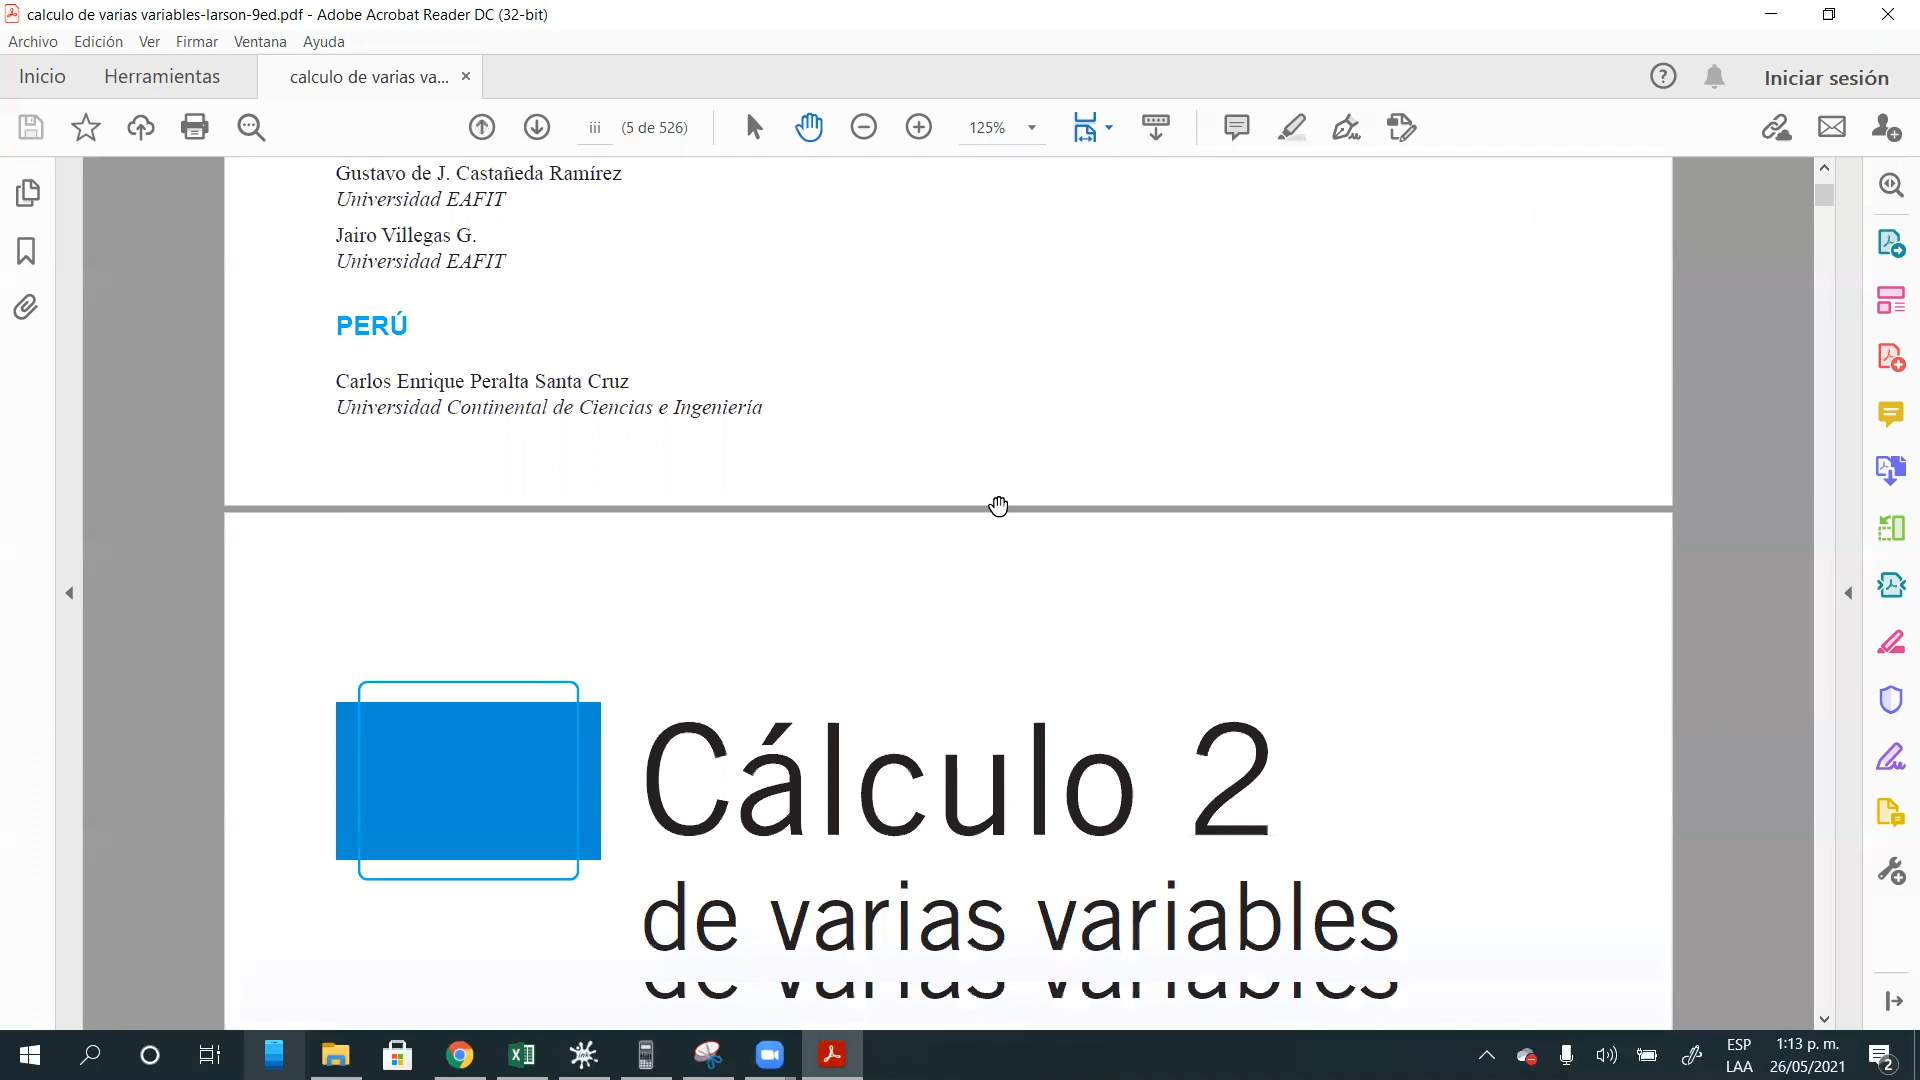 calculo de varias variables-larson-9ed.pdf - Adobe Acrobat Reader DC (32-bit)
Archivo Edición Ver Firmar Ventana Ayuda
Inicio Herramientas calculo de varias va... Iniciar sesión
iii (5 de 526) 125%
Gustavo de J. Castañeda Ramírez
Universidad EAFIT
Jairo Villegas G.
Universidad EAFIT
PERÚ
Carlos Enrique Peralta Santa Cruz
Universidad Continental de Ciencias e Ingeniería
Cálculo 2
de varias variables
de varias variables
ESP 1:13 p. m.
LAA 26/05/2021 2